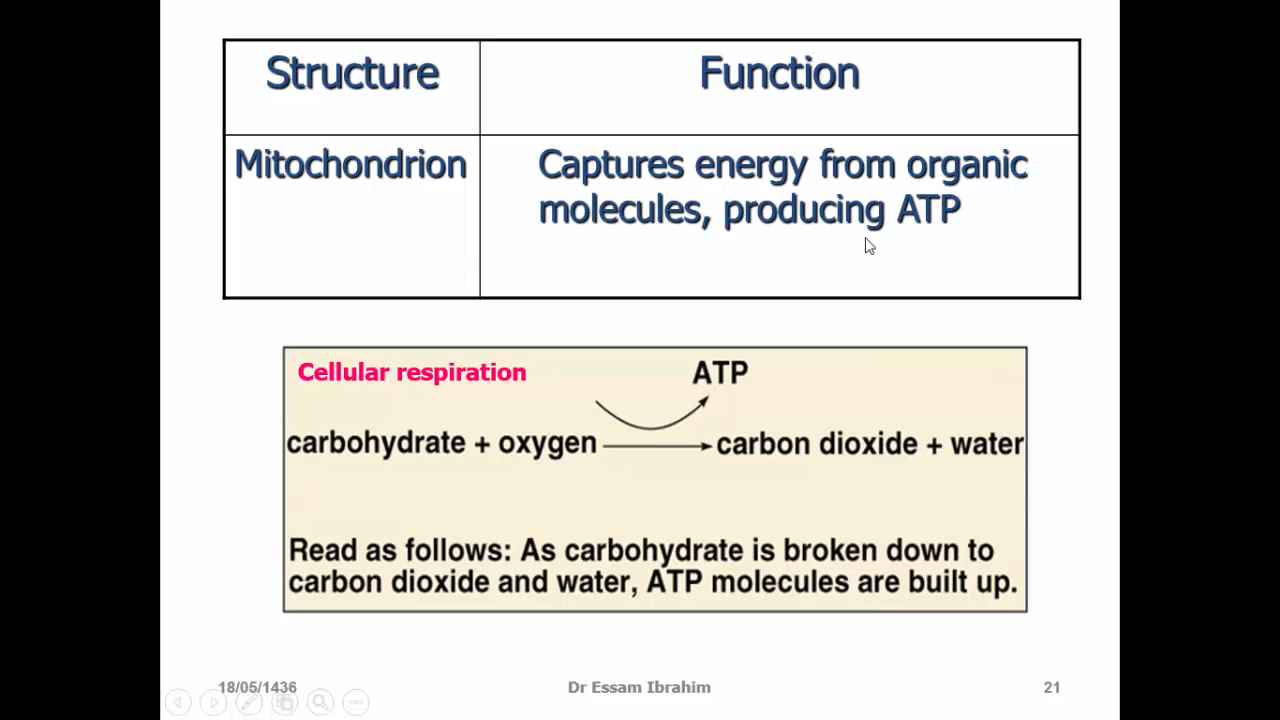 Structure
Function
Mitochondrion
Captures energy from organic
molecules, producing ATP
Cellular respiration
ATP
carbohydrate + oxygen
carbon dioxide + water
Read as follows: As carbohydrate is broken down to
carbon dioxide and water, ATP molecules are built up.
18/05/1436
Dr Essam Ibrahim
21